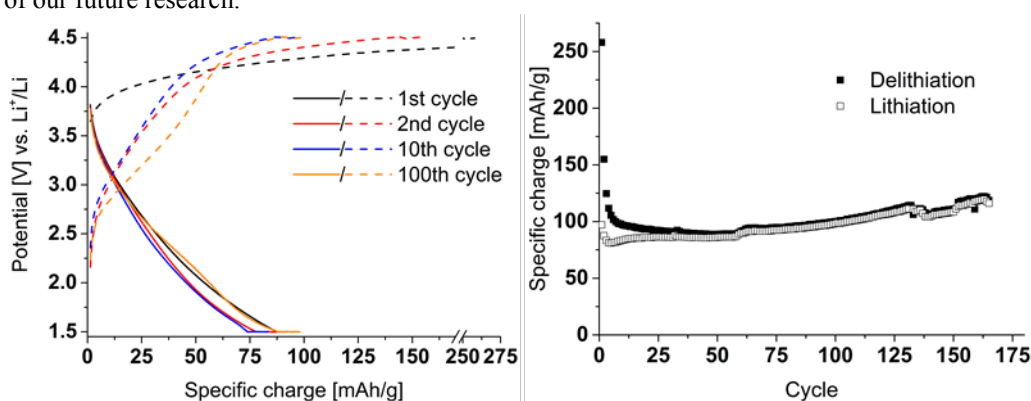 of our future research.
4.5
4.0
3.5
3.0
2.5
2.0
1.5
Potential [V] vs. Li⁺/Li
1st cycle
2nd cycle
10th cycle
100th cycle
0 25 50 75 100 125 150 250 275
Specific charge [mAh/g]
250
200
150
100
50
0
Specific charge [mAh/g]
Delithiation
Lithiation
0 25 50 75 100 125 150 175
Cycle